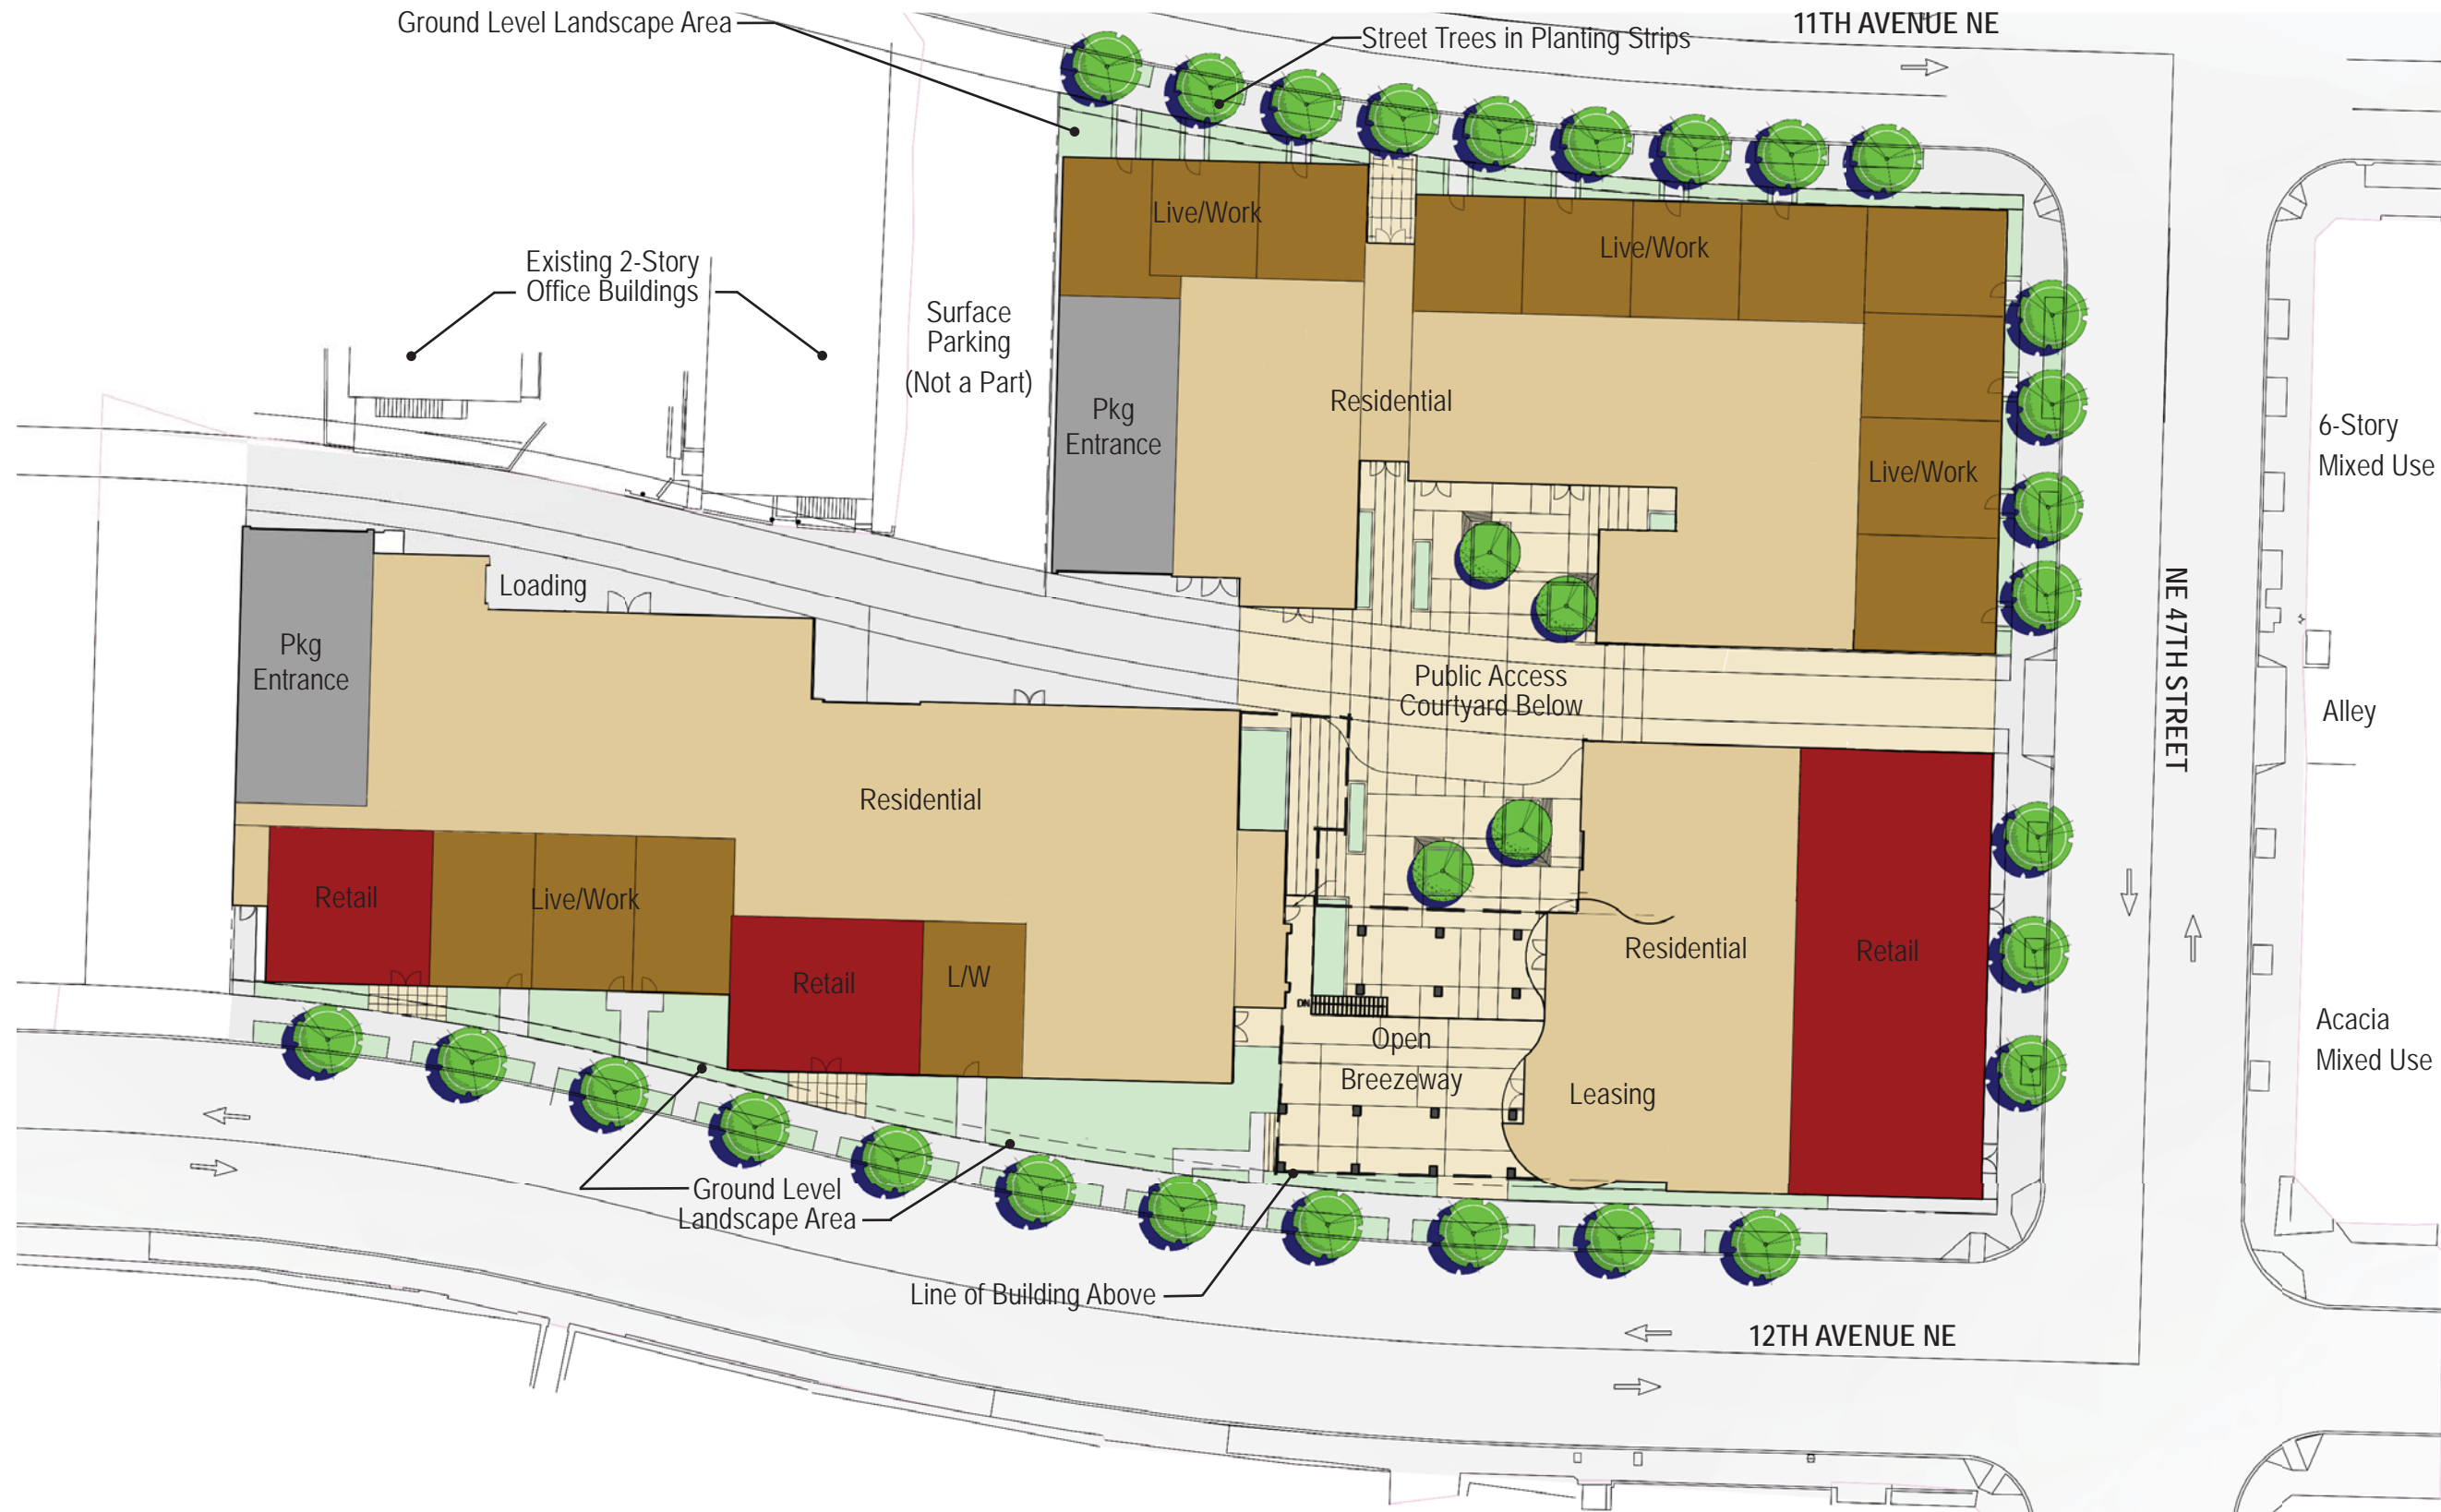 Ground Level Landscape Area
11TH AVENUE NE
Street Trees in Planting Strips
Live/Work
Live/Work
Existing 2-Story
Office Buildings
Surface
Parking
(Not a Part)
Pkg
Entrance
Residential
Live/Work
6-Story
Mixed Use
Loading
Pkg
Entrance
Public Access
Courtyard Below
NE 47TH STREET
Alley
Residential
Retail
Live/Work
Retail
L/W
Residential
Retail
DN
Open
Breezeway
Leasing
Acacia
Mixed Use
Ground Level
Landscape Area
Line of Building Above
12TH AVENUE NE